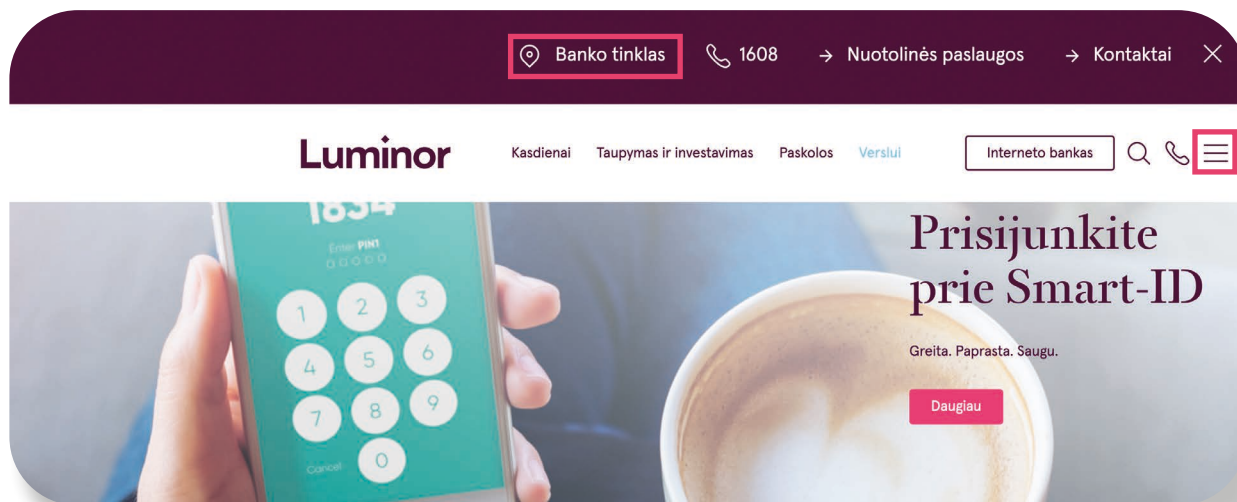 Banko tinklas 1608 → Nuotolinės paslaugos → Kontaktai
Luminor Kasdienai Taupymas ir investavimas Paskolos Verslui Interneto bankas
1834
Enter PIN1
1 2 3
4 5 6
7 8 9
Cancel 0
Prisijunkite
prie Smart-ID
Greita. Paprasta. Saugu.
Daugiau